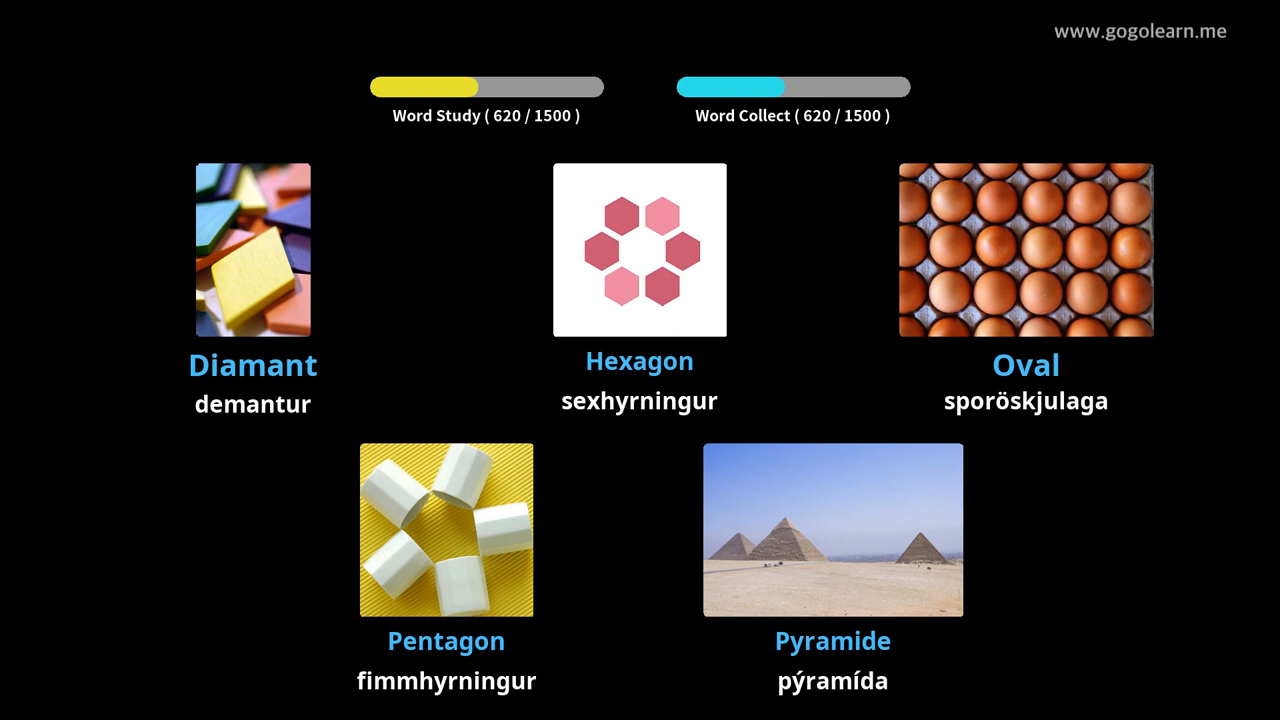 www.gogolearn.me
Word Study ( 620 / 1500 )
Word Collect ( 620 / 1500 )
Diamant
demantur
Hexagon
sexhyrningur
Oval
sporöskjulaga
Pentagon
fimmhyrningur
Pyramide
pýramída